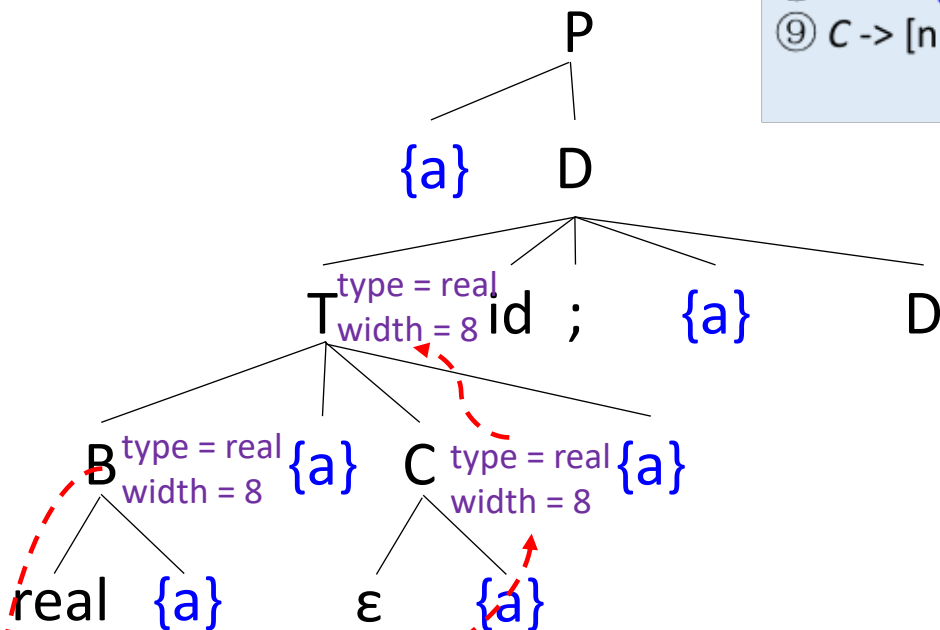 P
⑨ C -> [n
{a} D
type = real
T id ; {a} D
width = 8
B type = real {a} C type = real {a}
width = 8 width = 8
real {a} ε {a}